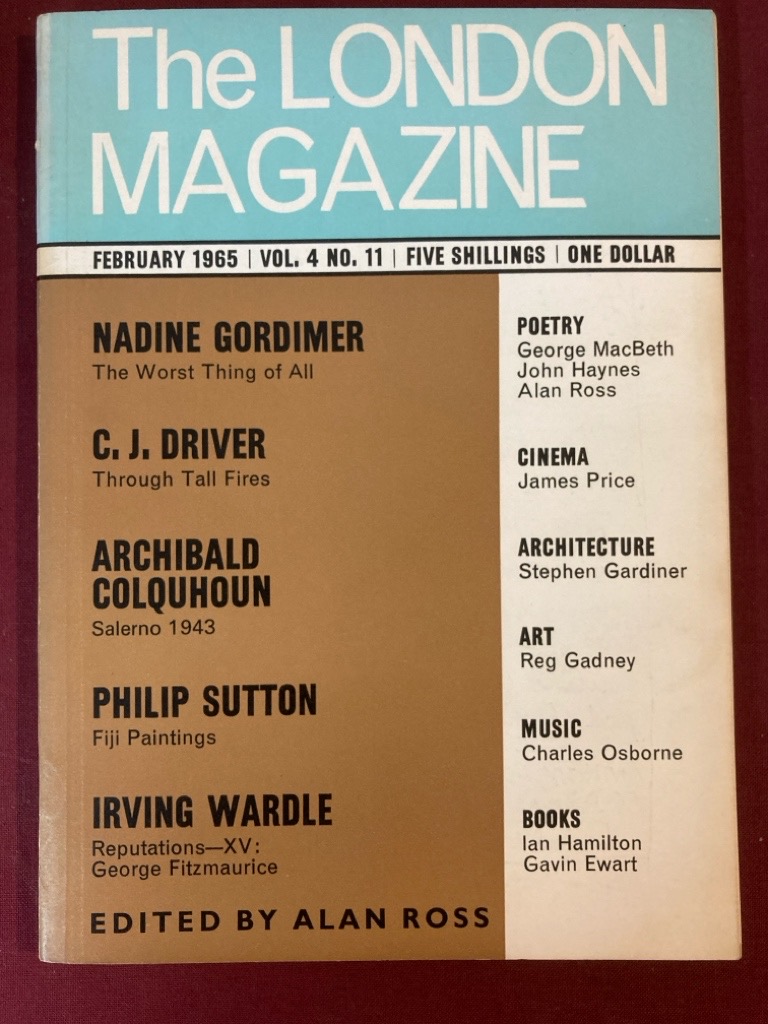 The LONDON
MAGAZINE
FEBRUARY 1965 | VOL. 4 NO. 11 | FIVE SHILLINGS | ONE DOLLAR
NADINE GORDIMER
The Worst Thing of All
C. J. DRIVER
Through Tall Fires
ARCHIBALD
COLQUHOUN
Salerno 1943
PHILIP SUTTON
Fiji Paintings
IRVING WARDLE
Reputations—XV:
George Fitzmaurice
EDITED BY ALAN ROSS
POETRY
George MacBeth
John Haynes
Alan Ross
CINEMA
James Price
ARCHITECTURE
Stephen Gardiner
ART
Reg Gadney
MUSIC
Charles Osborne
BOOKS
Ian Hamilton
Gavin Ewart